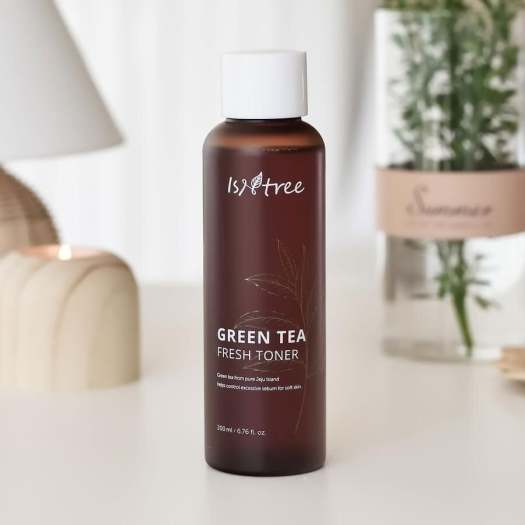 IsNtree
Summer
GREEN TEA
FRESH TONER
Green tea from pure Jeju Island
helps control excessive sebum for soft skin.
200 ml / 6.76 fl. oz.